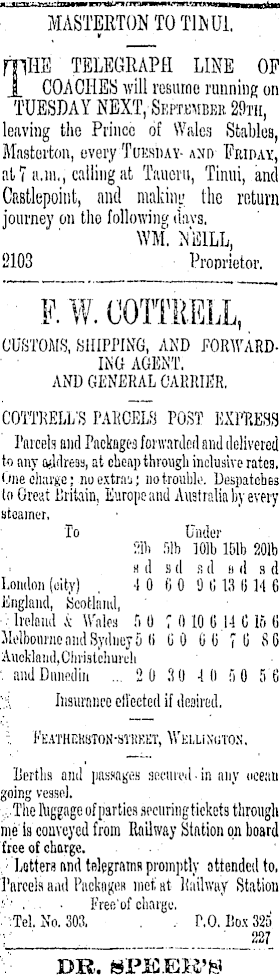 MASTERTON TO TINUI.
THE TELEGRAPH LINE OF
COACHES will resume running on
TUESDAY NEXT, SEPTEMBER 29TH,
leaving the Prince of Wales Stables,
Masterton, every TUESDAY AND FRIDAY,
at 7 a.m., calling at Taueru, Tinui, and
Castlepoint, and making the return
journey on the following days.
WM. NEILL,
2103 Proprietor.
F. W. COTTRELL,
CUSTOMS, SHIPPING, AND FORWARD-
ING AGENT,
AND GENERAL CARRIER.
COTTRELL'S PARCELS POST EXPRESS
Parcels and Packages forwarded and delivered
to any address, at cheap through inclusive rates.
One charge; no extras; no trouble. Despatches
to Great Britain, Europe and Australia by every
steamer.
To Under
2lb 5lb 10lb 15lb 20lb
s d s d s d s d s d
London (city) . 4 0 6 0 9 6 13 6 14 6
England, Scotland,
Ireland & Wales 5 0 7 0 10 6 14 6 15 6
Melbourne and Sydney 5 6 6 0 6 6 7 6 8 6
Auckland, Christchurch
and Dunedin ... 2 0 3 0 4 0 5 0 5 6
Insurance effected if desired.
FEATHERSTON-STREET, WELLINGTON.
Berths and passages secured in any ocean
going vessel.
The luggage of parties securing tickets through
me is conveyed from Railway Station on board
free of charge.
Letters and telegrams promptly attended to.
Parcels and Packages met at Railway Station
Free of charge.
Tel. No. 303. P.O. Box 325
227
DR. SPEER'S